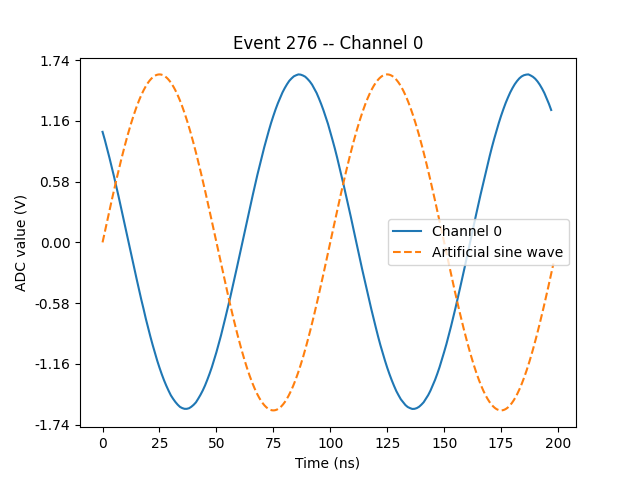 Event 276 -- Channel 0
1.74
1.16
0.58
0.00
-0.58
-1.16
-1.74
ADC value (V)
Channel 0
Artificial sine wave
0 25 50 75 100 125 150 175 200
Time (ns)